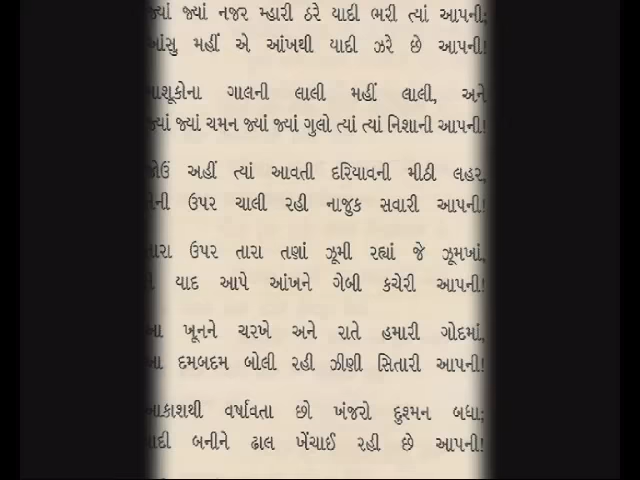 જ્યાં જ્યાં નજર મ્હારી ઠરે યાદી ભરી ત્યાં આપની;
આંસુ મહીં એ આંખથી યાદી ઝરે છે આપની!
માશૂકોના ગાલની લાલી મહીં લાલી, અને
જ્યાં જ્યાં ચમન જ્યાં જ્યાં ગુલો ત્યાં ત્યાં નિશાની આપની!
જોઉં અહીં ત્યાં આવતી દરિયાવની મીઠી લહર,
તેની ઉપર ચાલી રહી નાજુક સવારી આપની!
તારા ઉપર તારા તણાં ઝૂમી રહ્યાં જે ઝૂમખાં,
તે યાદ આપે આંખને ગેબી કચેરી આપની!
આ ખૂનને ચરખે અને રાતે હમારી ગોદમાં,
આ દમબદમ બોલી રહી ઝીણી સિતારી આપની!
આકાશથી વર્ષાવતા છો ખંજરો દુશ્મન બધા;
યાદી બનીને ઢાલ ખેંચાઈ રહી છે આપની!